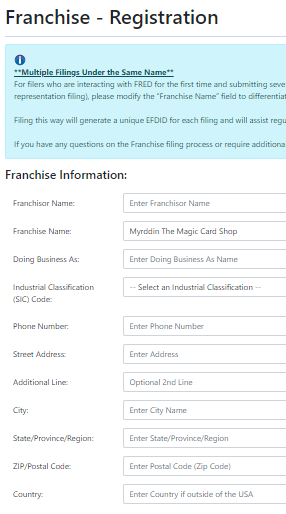 Franchise - Registration
**Multiple Filings Under the Same Name**
For filers who are interacting with FRED for the first time and submitting seve
representation filing), please modify the "Franchise Name" field to differentiat
Filing this way will generate a unique EFDID for each filing and will assist regu
If you have any questions on the Franchise filing process or require additiona
Franchise Information:
Franchisor Name: Enter Franchisor Name
Franchise Name: Myrddin The Magic Card Shop
Doing Business As: Enter Doing Business As Name
Industrial Classification -- Select an Industrial Classification --
(SIC) Code:
Phone Number: Enter Phone Number
Street Address: Enter Address
Additional Line: Optional 2nd Line
City: Enter City Name
State/Province/Region: Enter State/Province/Region
ZIP/Postal Code: Enter Postal Code (Zip Code)
Country: Enter Country if outside of the USA